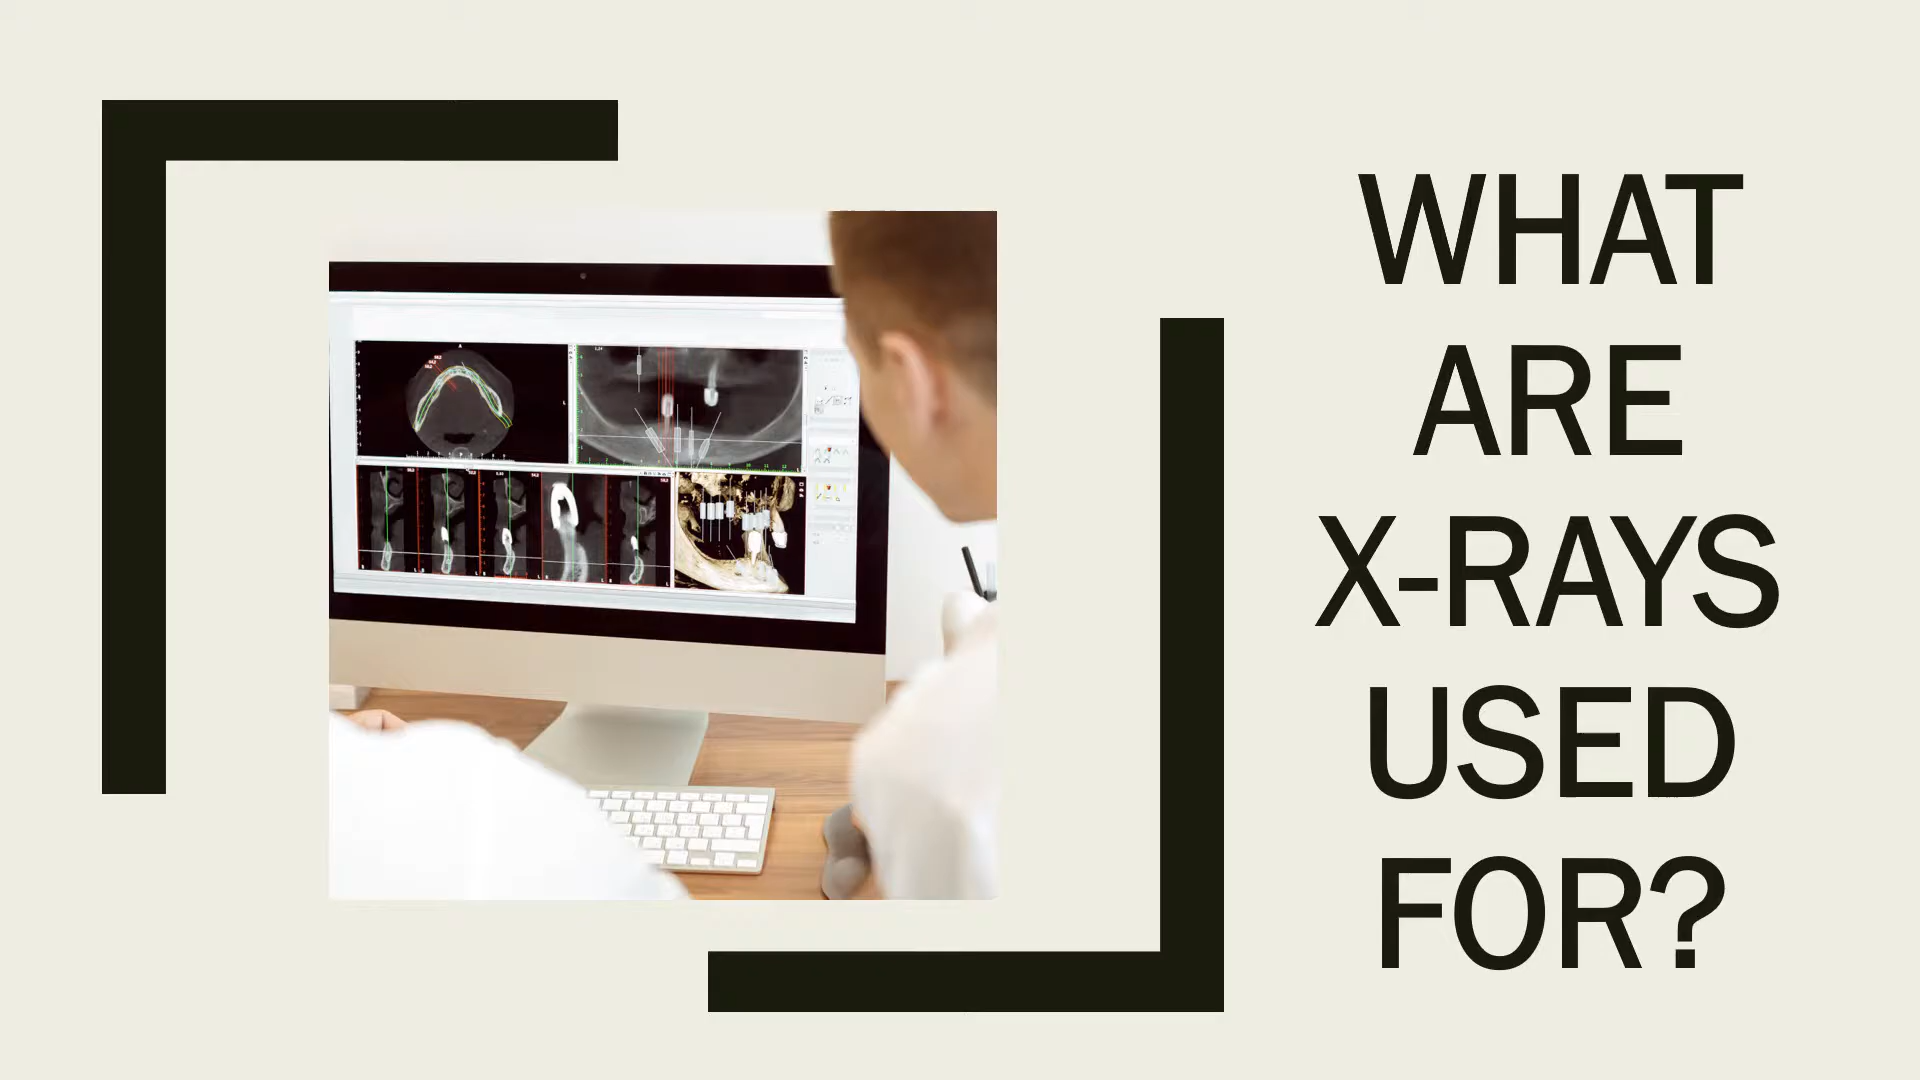 WHAT
ARE
X-RAYS
USED
FOR?